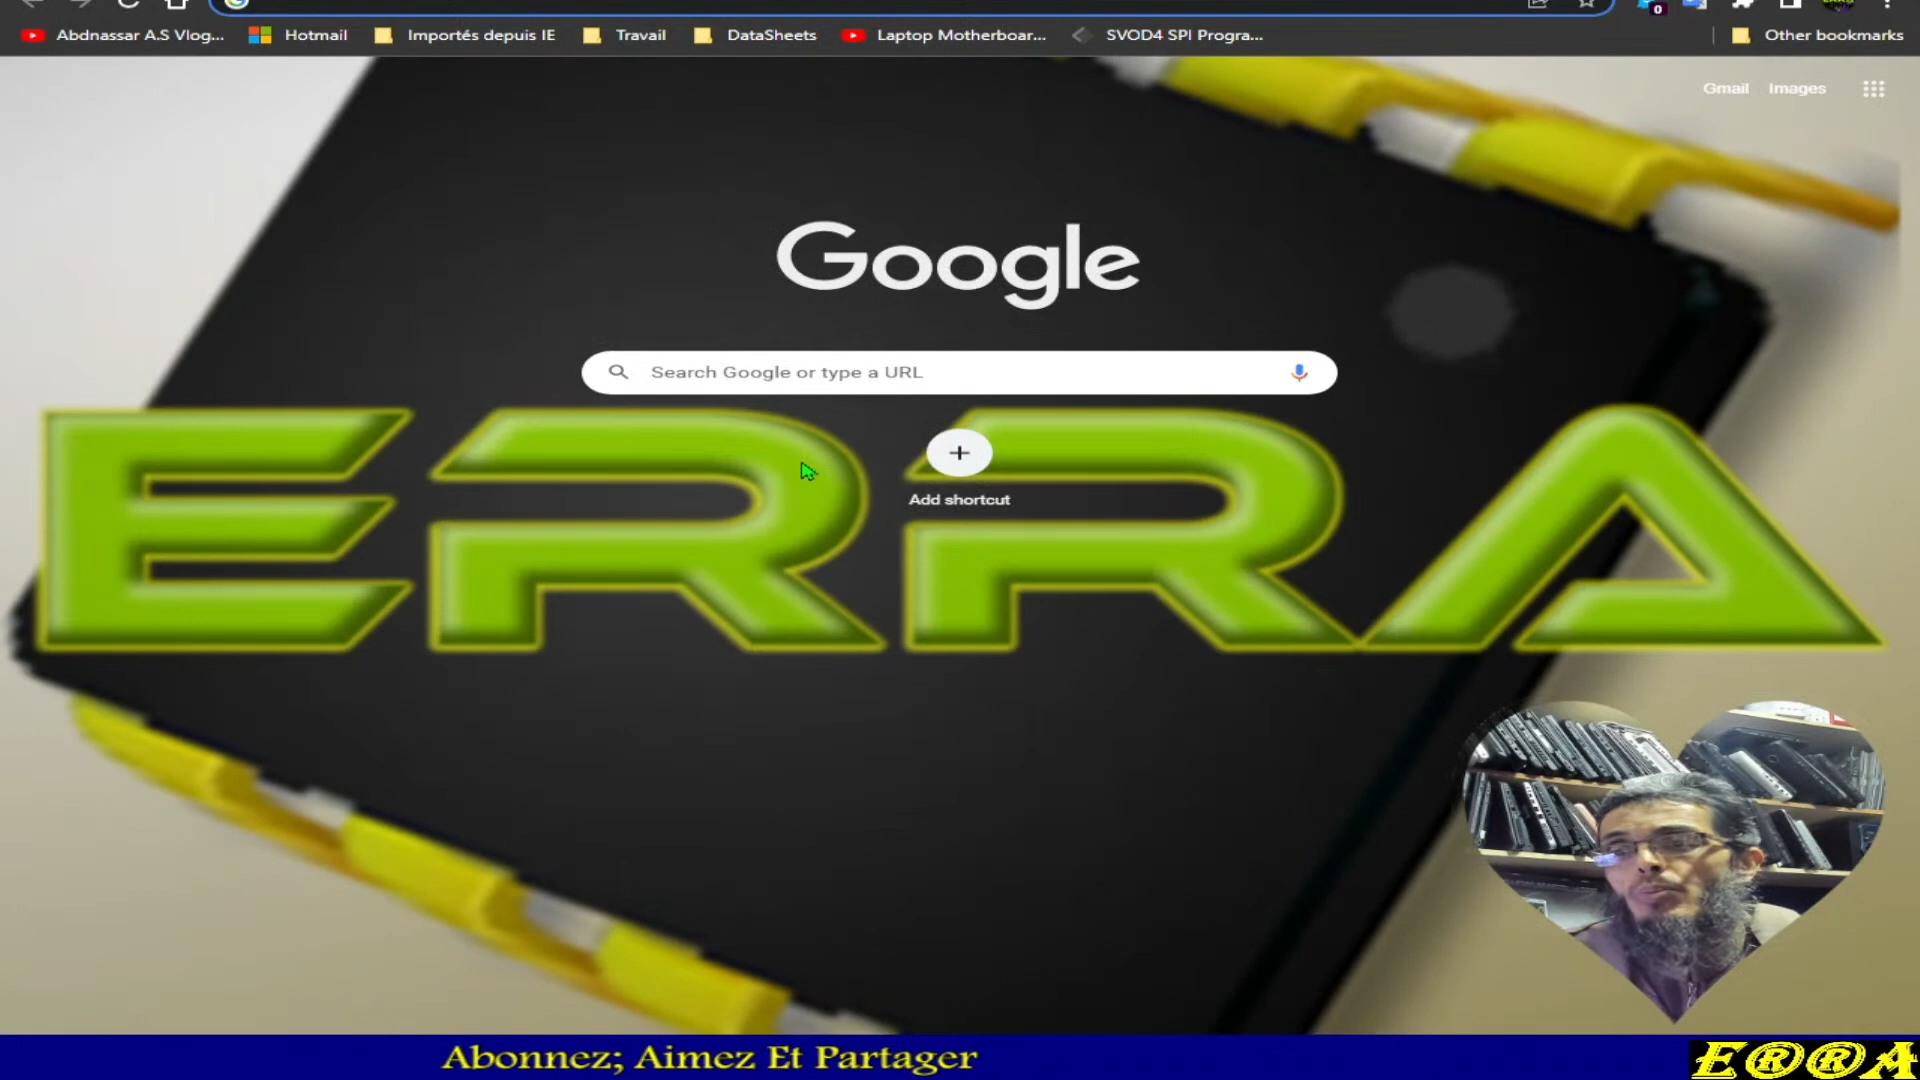 Abdnassar A.S Vlog... Hotmail Importés depuis IE Travail DataSheets Laptop Motherboar... SVOD4 SPI Progra... Other bookmarks
0
Gmail Images
Google
Search Google or type a URL
ERRA
Add shortcut
Abonnez; Aimez Et Partager
ERRA